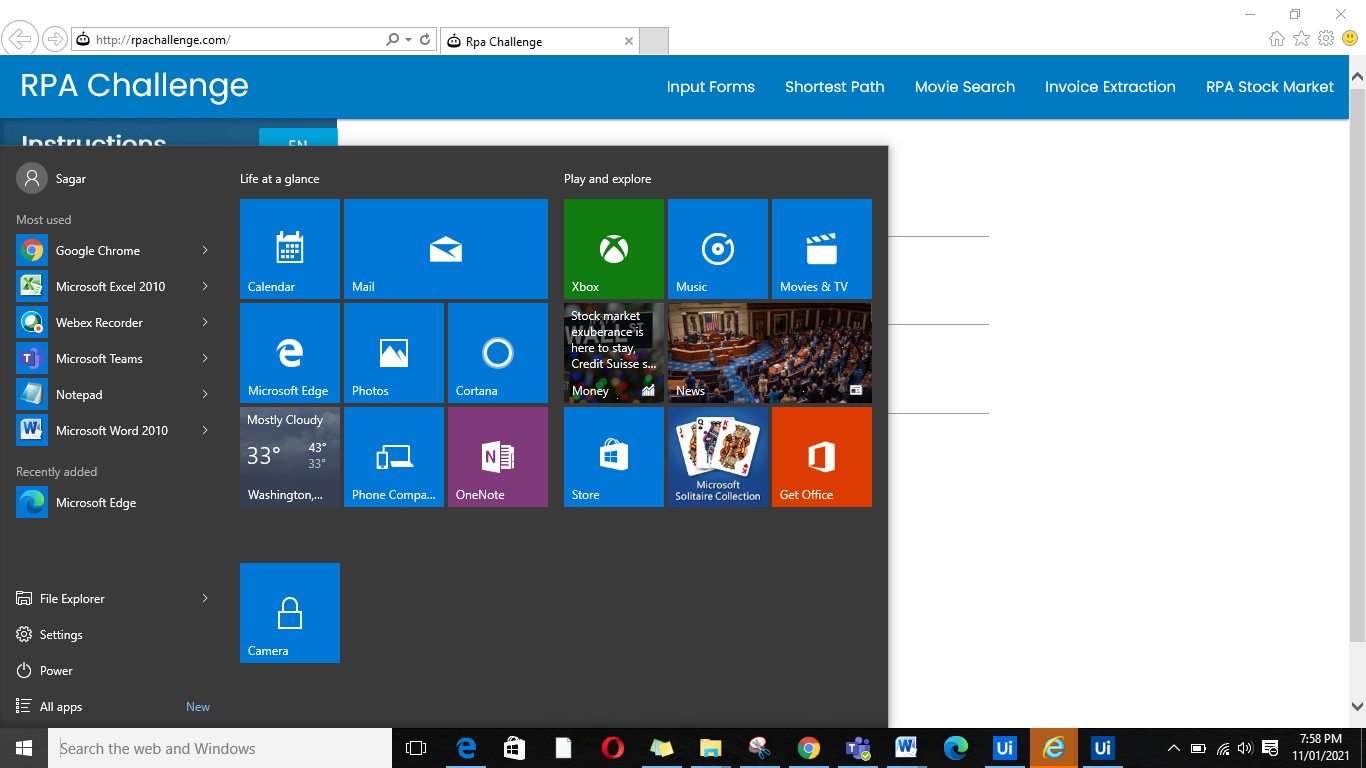 http://rpachallenge.com/
Rpa Challenge
RPA Challenge
Input Forms
Shortest Path
Movie Search
Invoice Extraction
RPA Stock Market
Instructions
EN
Sagar
Most used
Google Chrome
Microsoft Excel 2010
Webex Recorder
Microsoft Teams
Notepad
Microsoft Word 2010
Recently added
Microsoft Edge
File Explorer
Settings
Power
All apps
New
Life at a glance
Calendar
Mail
Microsoft Edge
Photos
Cortana
Mostly Cloudy
33°
43°
33°
Washington,...
Phone Compa...
OneNote
Camera
Play and explore
Xbox
Music
Movies & TV
Stock market
exuberance is
here to stay,
Credit Suisse s...
Money
News
Store
Microsoft
Solitaire Collection
Get Office
Search the web and Windows
Ui
Ui
7:58 PM
11/01/2021